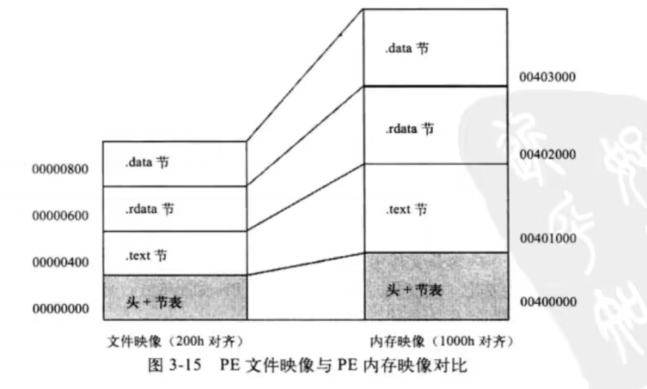 .data 节
00403000
.rdata 节
.data 节
00402000
00000800
.rdata 节
.text 节
00000600
00401000
.text 节
00000400
头 + 节表
头 + 节表
00000000
00400000
文件映像（200h 对齐）
内存映像（1000h 对齐）
图 3-15 PE 文件映像与 PE 内存映像对比